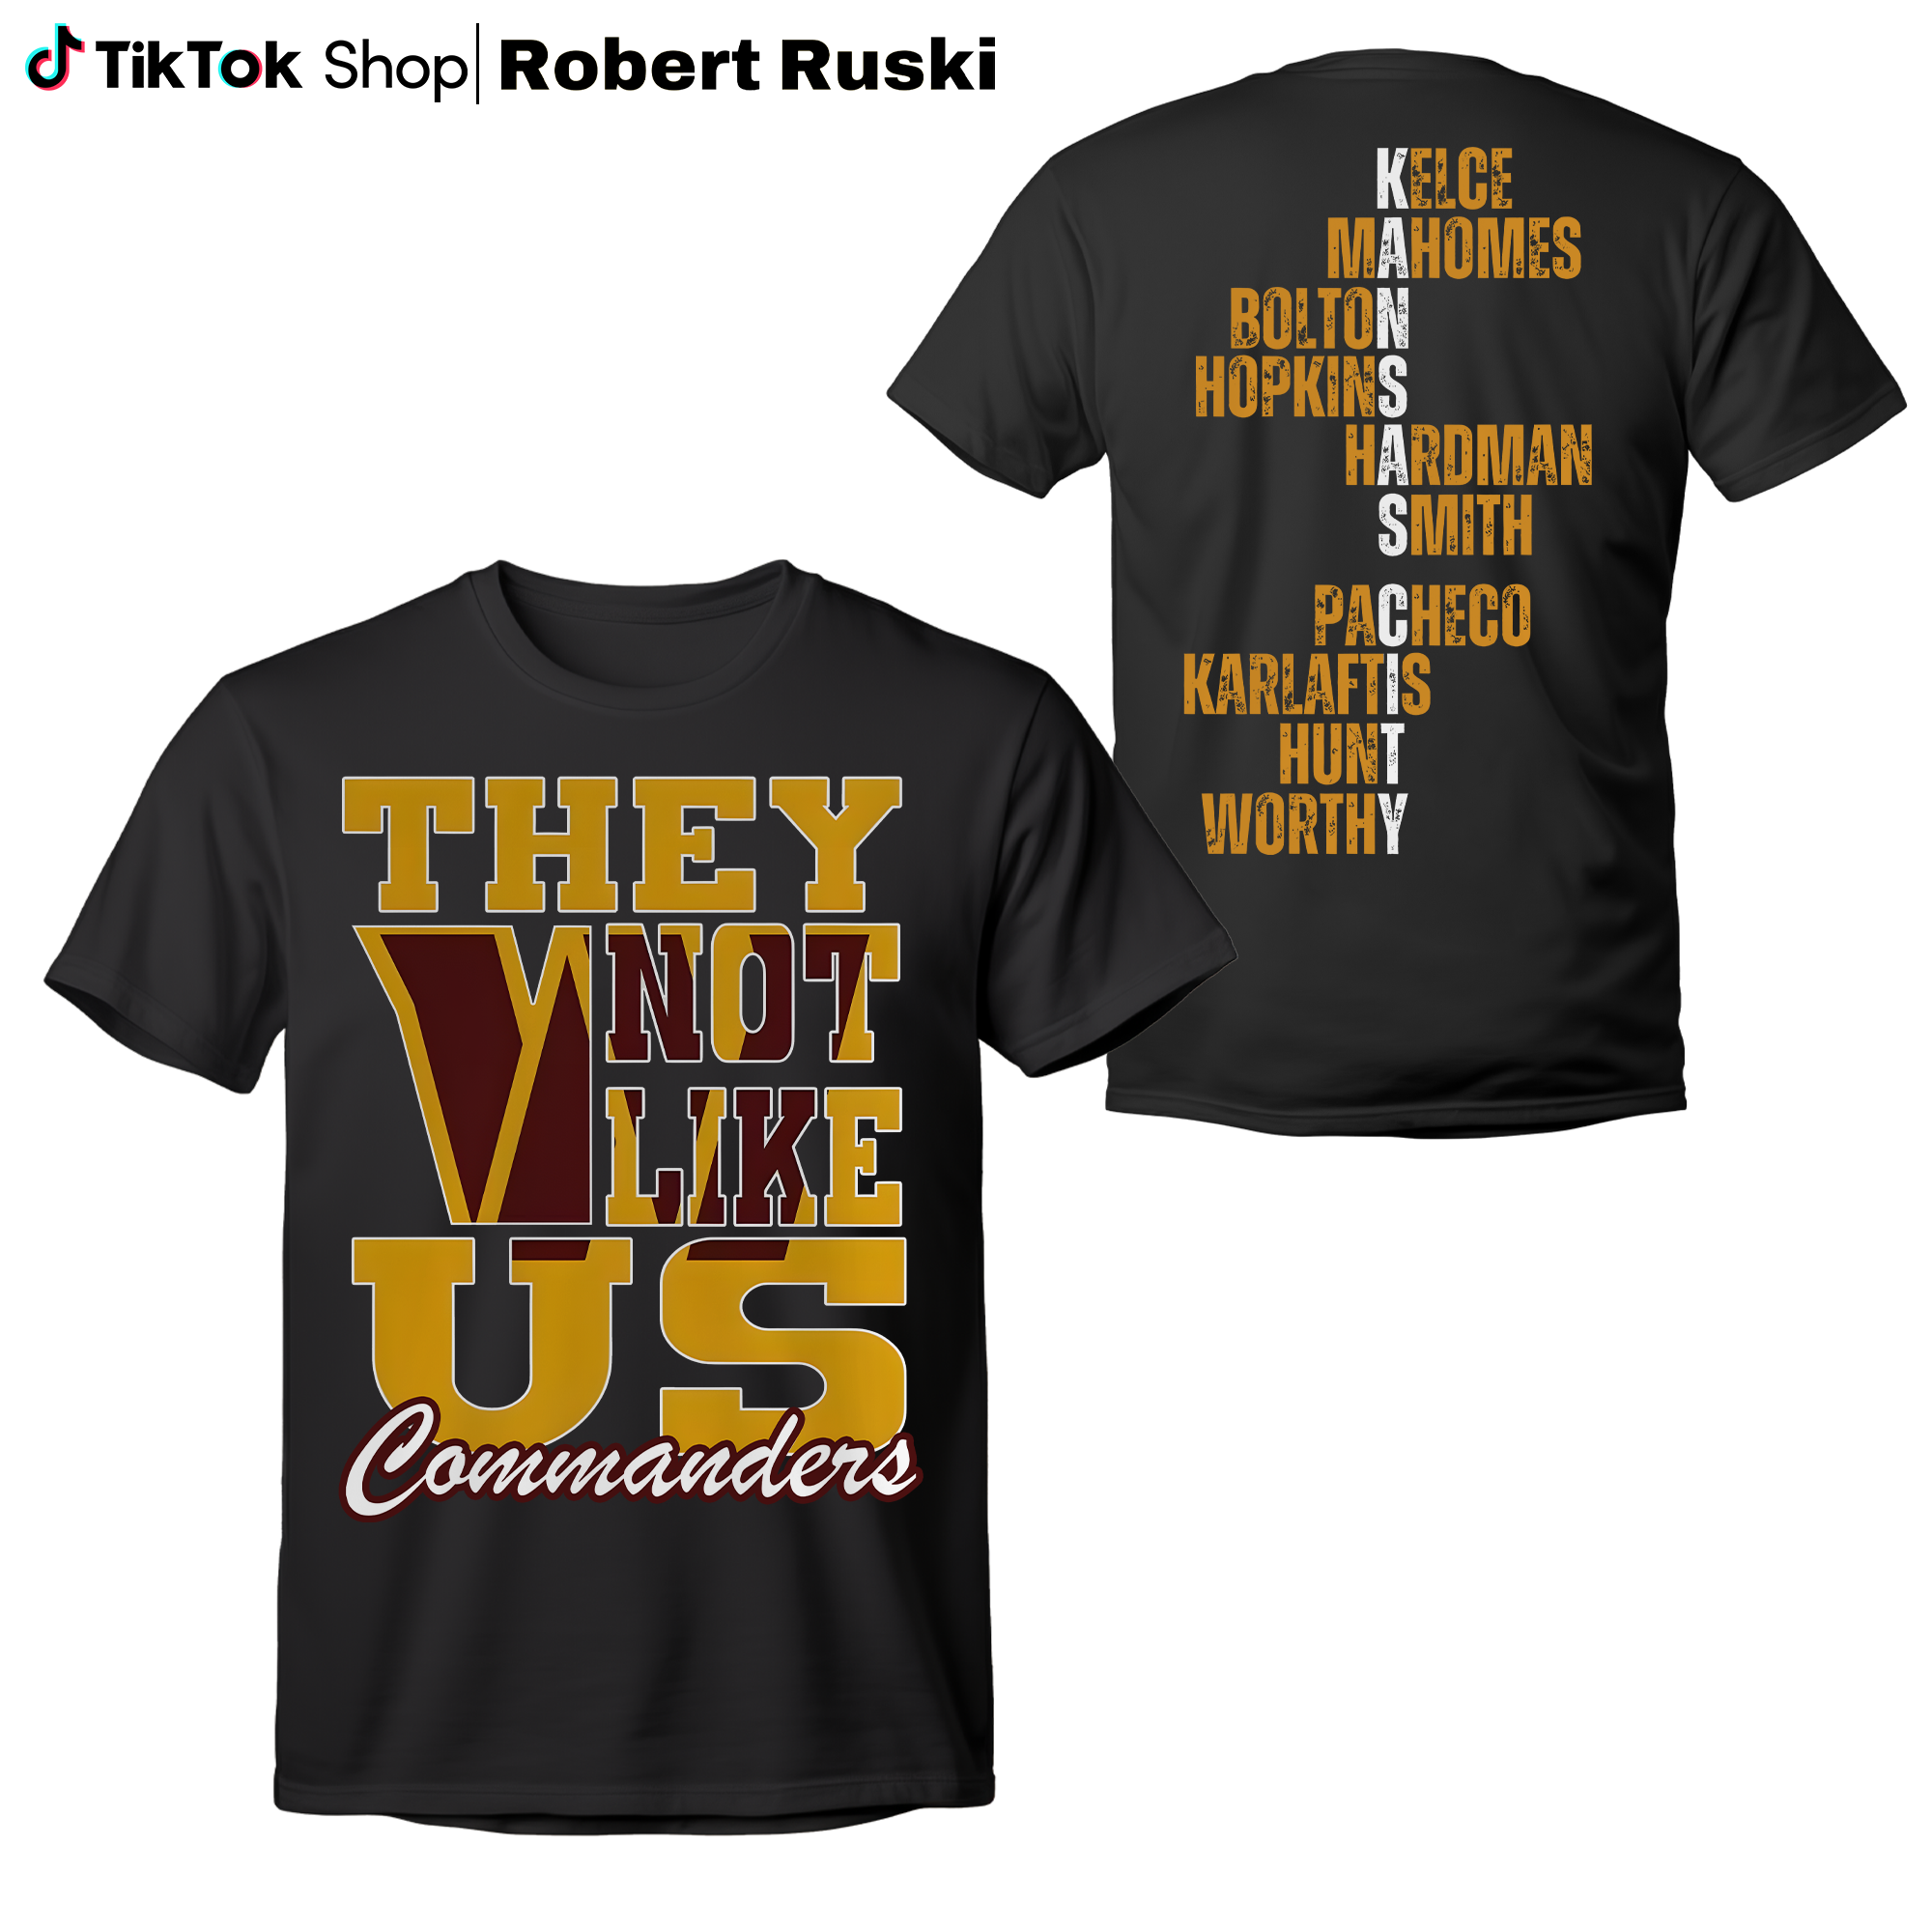 TikTok Shop | Robert Ruski
KELCE
MAHOMES
BOLTON
HOPKINS
HARDMAN
SMITH
PACHECO
KARLAFTIS
HUNT
WORTHY
THEY
NOT
LIKE
US
Commanders